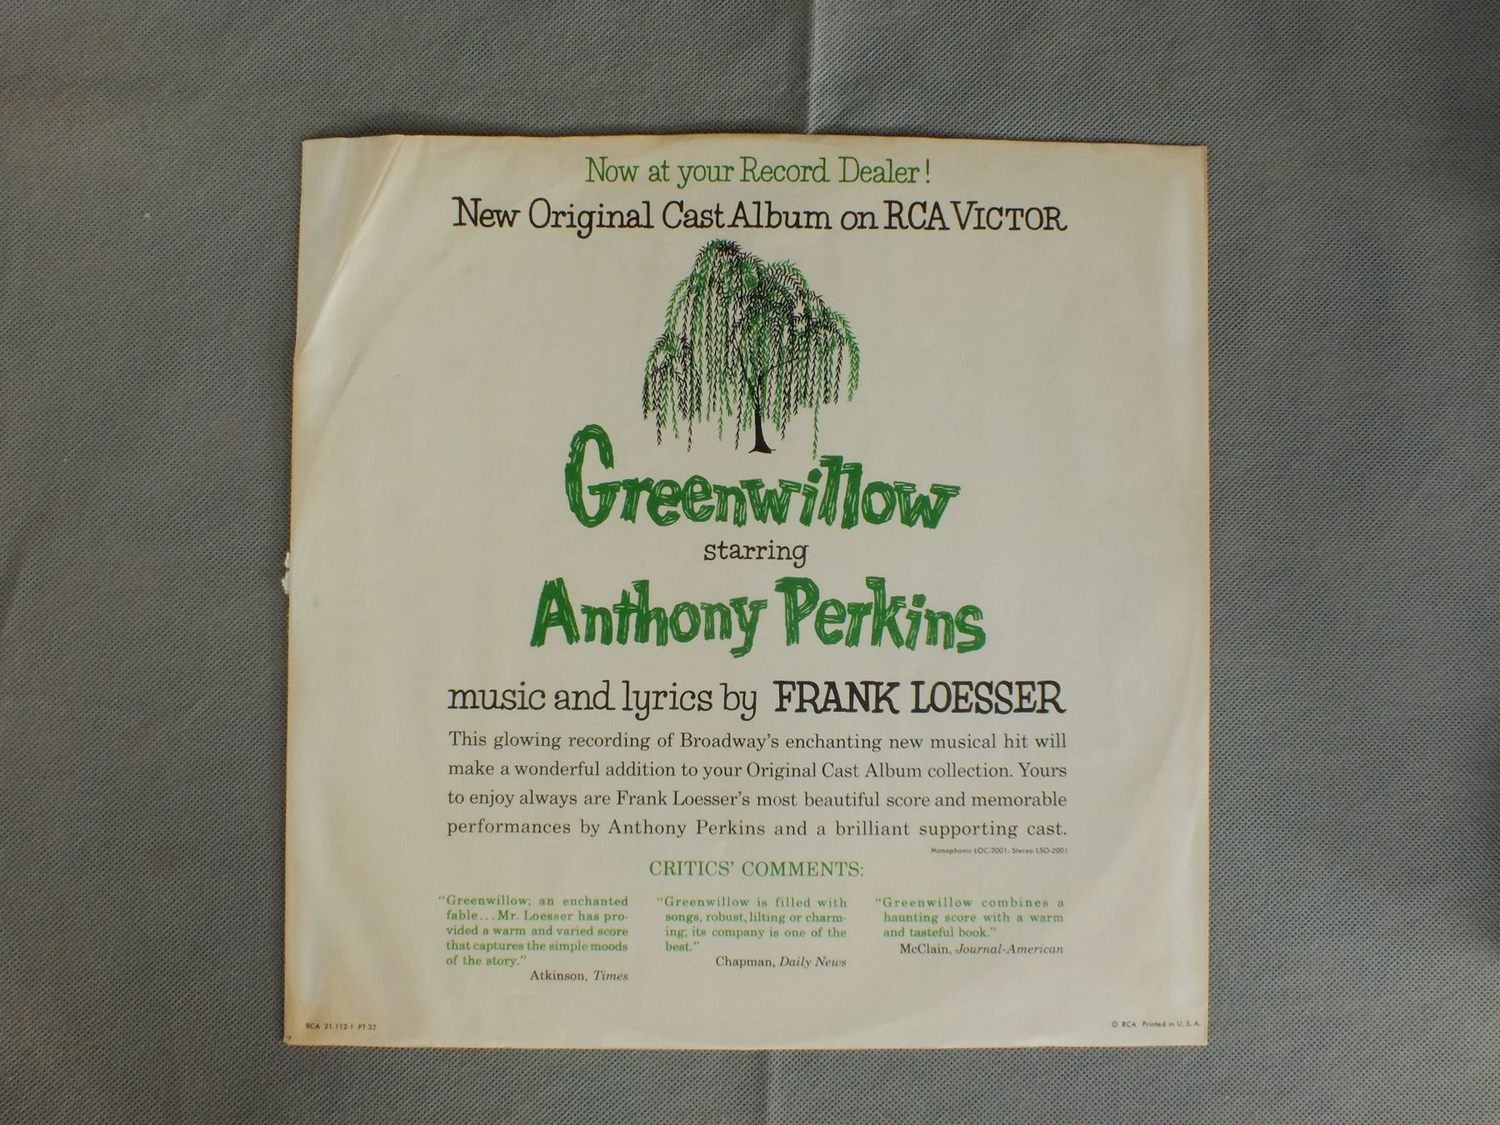 Now at your Record Dealer!
New Original Cast Album on RCA VICTOR
Greenwillow
starring
Anthony Perkins
music and lyrics by FRANK LOESSER
This glowing recording of Broadway's enchanting new musical hit will
make a wonderful addition to your Original Cast Album collection. Yours
to enjoy always are Frank Loesser's most beautiful score and memorable
performances by Anthony Perkins and a brilliant supporting cast.
Monophonic LOC-2001; Stereo LSO-2001
CRITICS' COMMENTS:
"Greenwillow; an enchanted
fable...Mr. Loesser has pro-
vided a warm and varied score
that captures the simple moods
of the story."
Atkinson, Times
"Greenwillow is filled with
songs, robust, lilting or charm-
ing; its company is one of the
best."
Chapman, Daily News
"Greenwillow combines a
haunting score with a warm
and tasteful book."
McClain, Journal-American
RCA 21-112-1 PT 32
© RCA Printed in U. S. A.